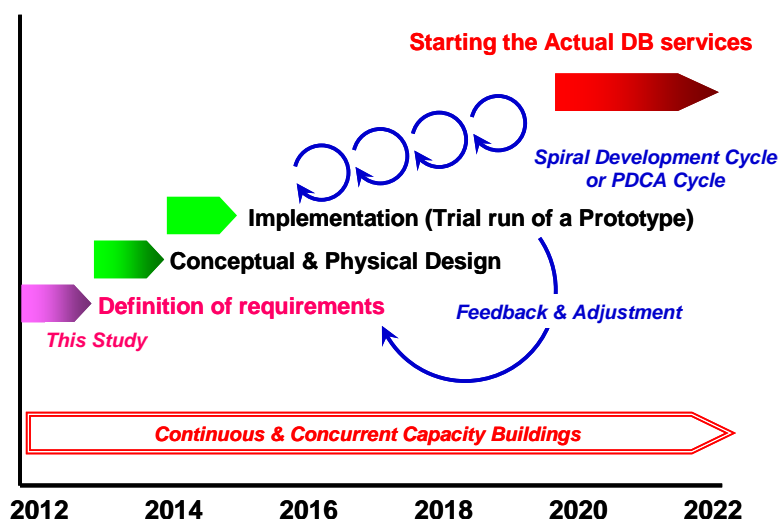 Starting the Actual DB services
Spiral Development Cycle
or PDCA Cycle
Implementation (Trial run of a Prototype)
Conceptual & Physical Design
Definition of requirements
Feedback & Adjustment
This Study
Continuous & Concurrent Capacity Buildings
2012 2014 2016 2018 2020 2022